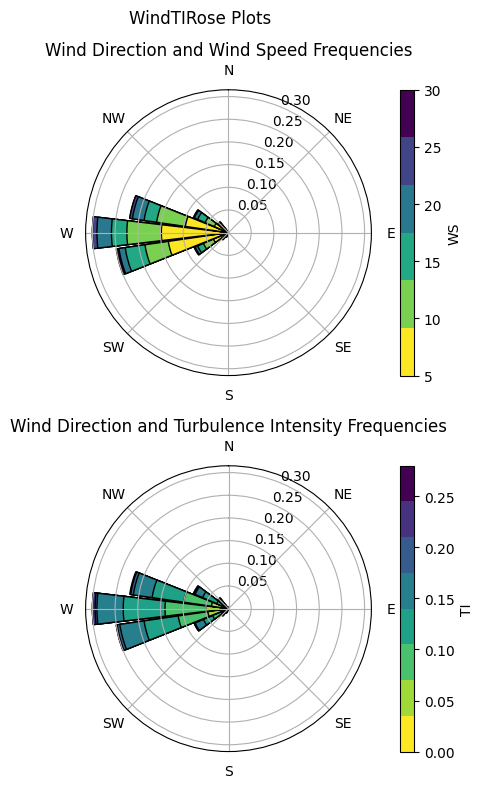 WindTIRose Plots
Wind Direction and Wind Speed Frequencies
N
NW
NE
0.30
0.25
0.20
0.15
0.10
0.05
W
E
SW
SE
S
30
25
20
15
10
5
WS
Wind Direction and Turbulence Intensity Frequencies
N
NW
NE
0.30
0.25
0.20
0.15
0.10
0.05
W
E
SW
SE
S
0.25
0.20
0.15
0.10
0.05
0.00
TI